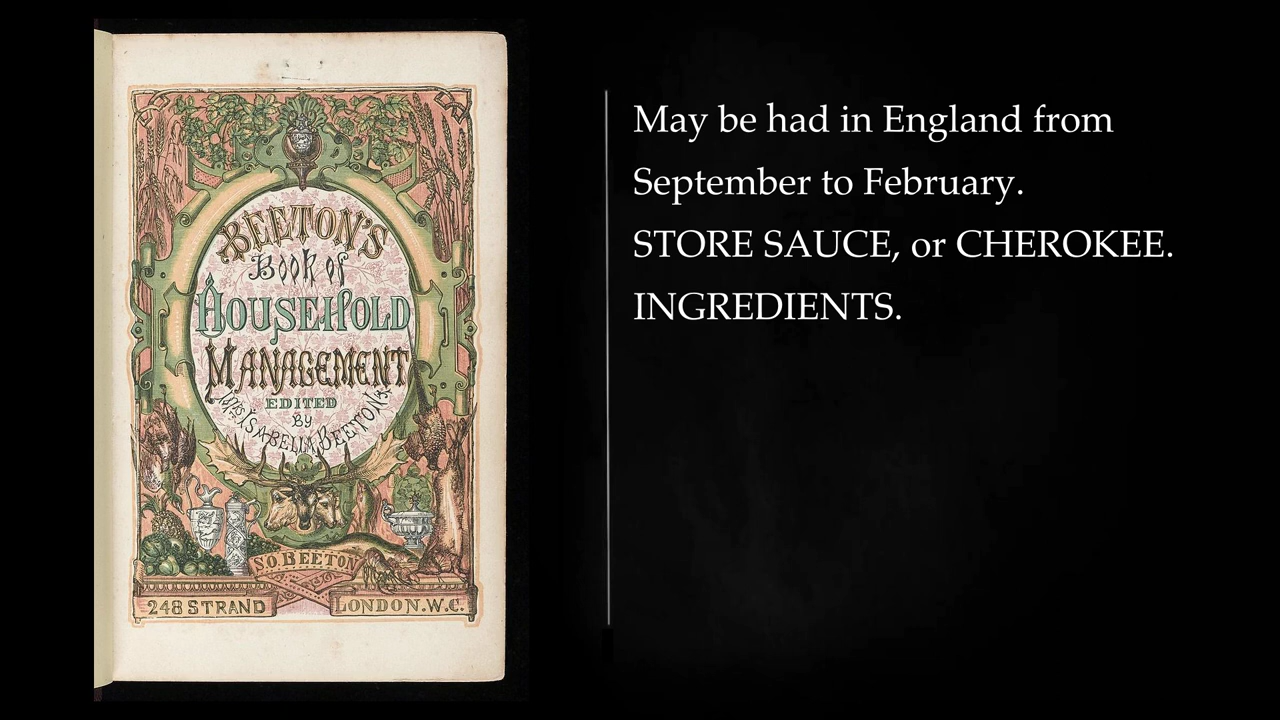 BEETON'S
Book of
HOUSEHOLD
MANAGEMENT
EDITED
BY
MRS ISABELLA BEETON
S.O. BEETON
248 STRAND
LONDON. W.C.
May be had in England from
September to February.
STORE SAUCE, or CHEROKEE.
INGREDIENTS.